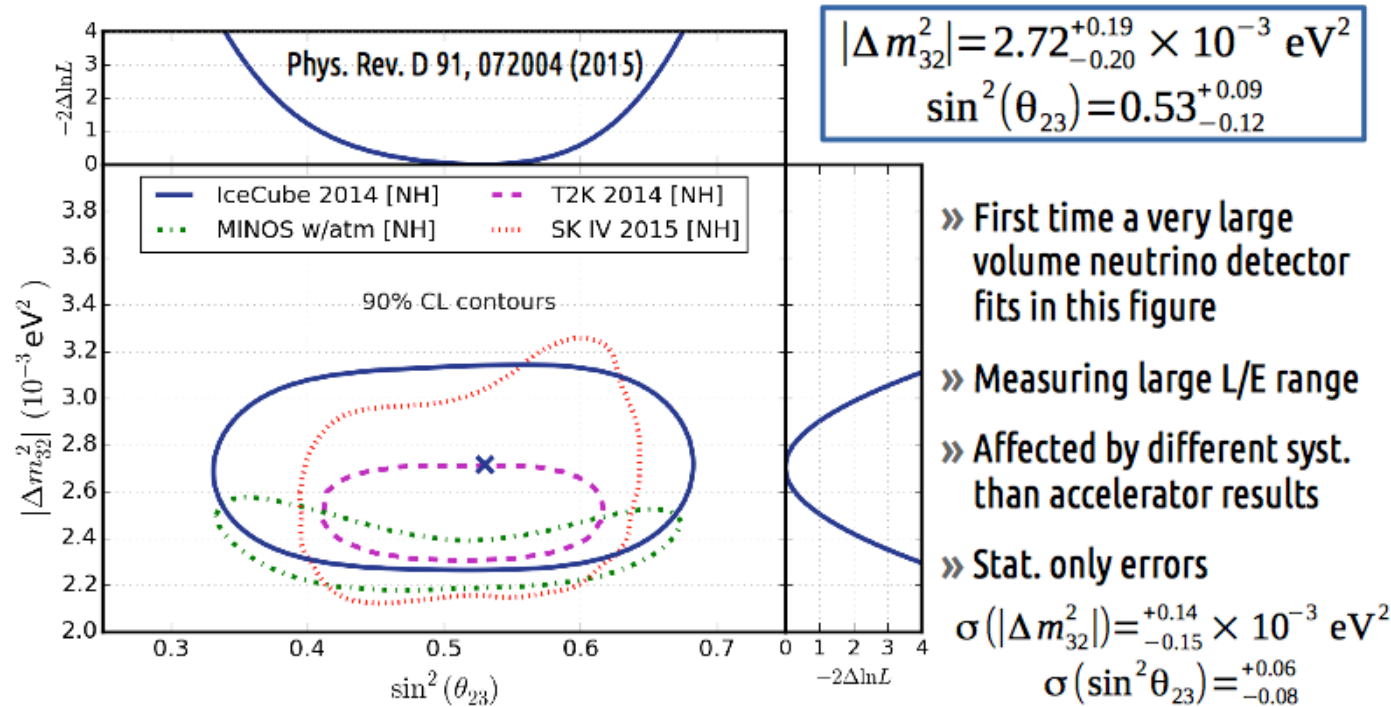 4
3
2
1
0
−2ΔlnL
Phys. Rev. D 91, 072004 (2015)
|Δm²₃₂|=2.72⁺⁰·¹⁹₋₀.₂₀ × 10⁻³ eV²
sin²(θ₂₃)=0.53⁺⁰·⁰⁹₋₀.₁₂
IceCube 2014 [NH]
T2K 2014 [NH]
MINOS w/atm [NH]
SK IV 2015 [NH]
90% CL contours
3.8
3.6
3.4
3.2
3.0
2.8
2.6
2.4
2.2
2.0
|Δm²₃₂| (10⁻³ eV²)
0.3 0.4 0.5 0.6 0.7
sin²(θ₂₃)
0 1 2 3 4
−2ΔlnL
» First time a very large
volume neutrino detector
fits in this figure
» Measuring large L/E range
» Affected by different syst.
than accelerator results
» Stat. only errors
σ(|Δm²₃₂|)=⁺⁰·¹⁴₋₀.₁₅ × 10⁻³ eV²
σ(sin²θ₂₃)=⁺⁰·⁰⁶₋₀.₀₈